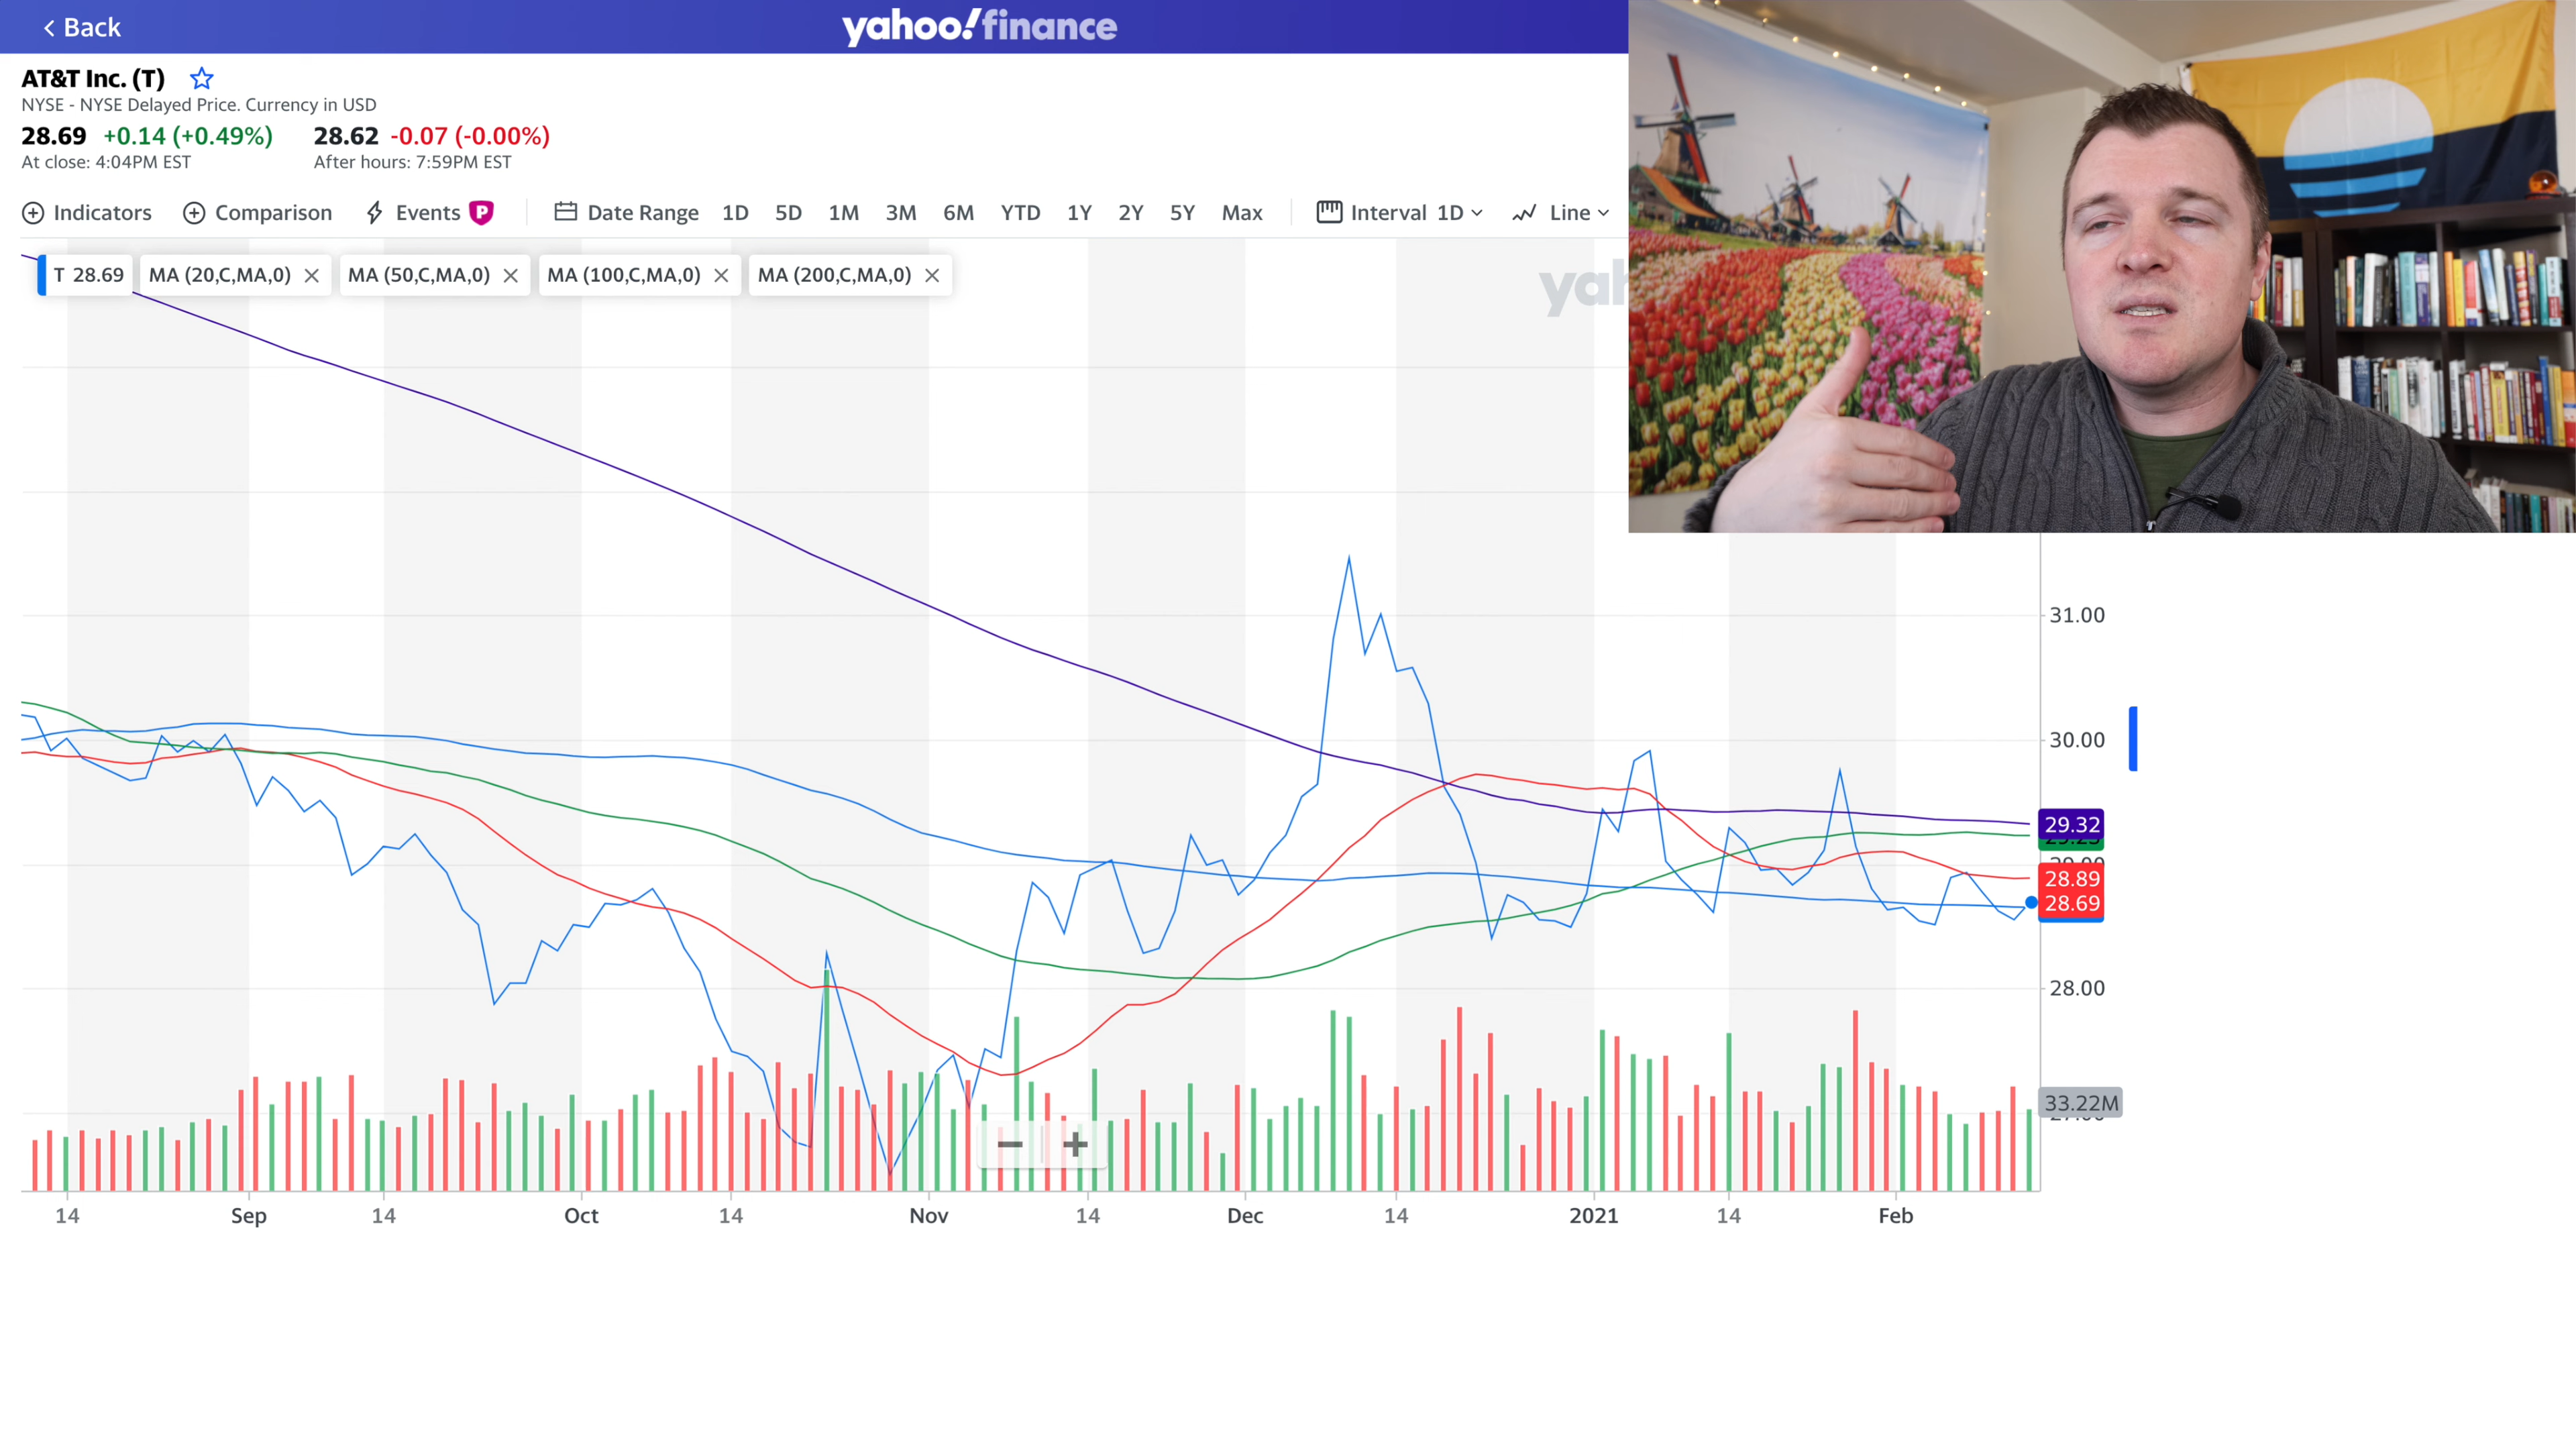 Back
yahoo!finance
AT&T Inc. (T)
NYSE - NYSE Delayed Price. Currency in USD
28.69 +0.14 (+0.49%) 28.62 -0.07 (-0.00%)
At close: 4:04PM EST After hours: 7:59PM EST
Indicators Comparison Events P Date Range 1D 5D 1M 3M 6M YTD 1Y 2Y 5Y Max Interval 1D Line
T 28.69 MA (20,C,MA,0) MA (50,C,MA,0) MA (100,C,MA,0) MA (200,C,MA,0)
yah
31.00
30.00
29.32
29.00
28.89
28.69
28.00
33.22M
27.00
14 Sep 14 Oct 14 Nov 14 Dec 14 2021 14 Feb